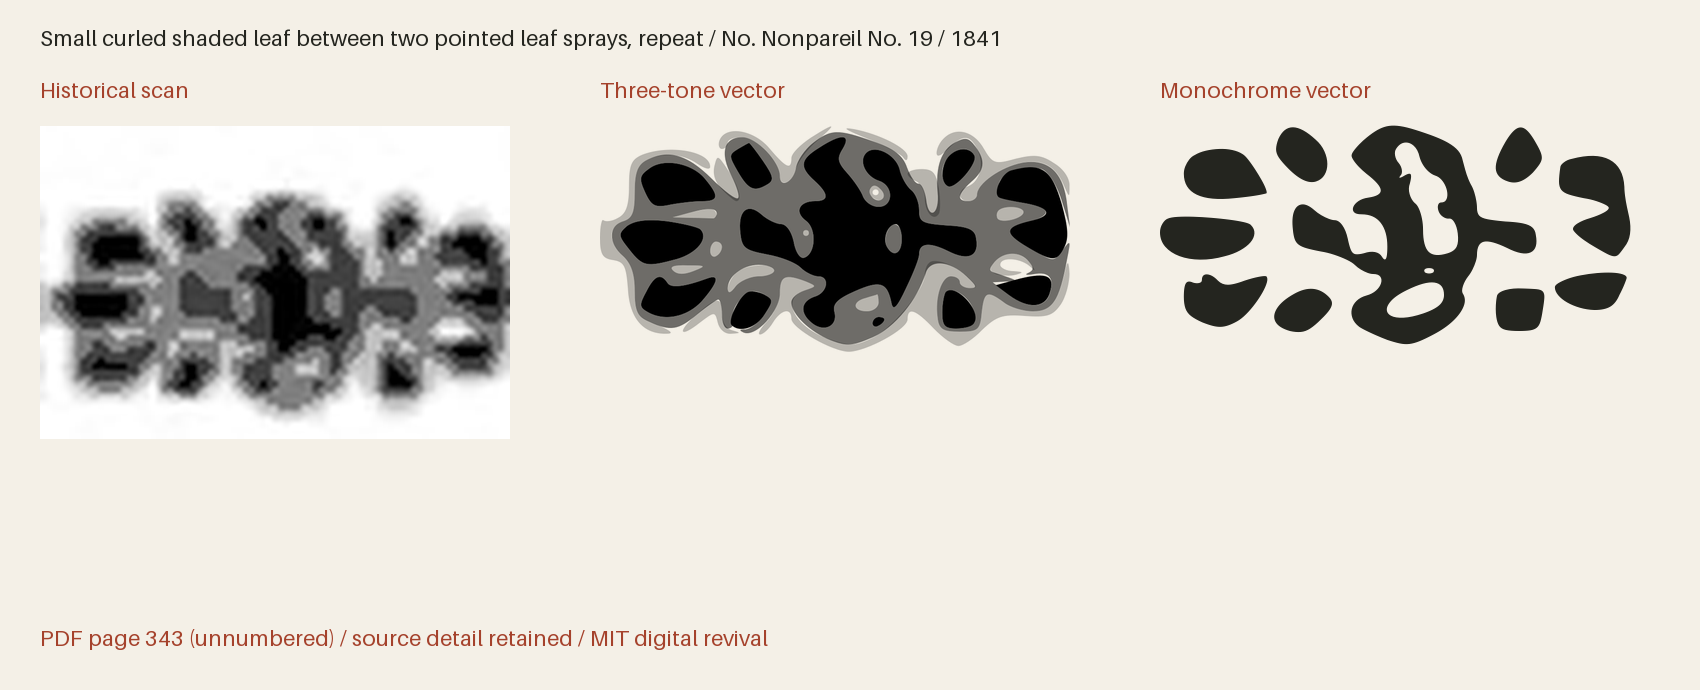 Small curled shaded leaf between two pointed leaf sprays, repeat / No. Nonpareil No. 19 / 1841
Historical scan
Three-tone vector
Monochrome vector
PDF page 343 (unnumbered) / source detail retained / MIT digital revival